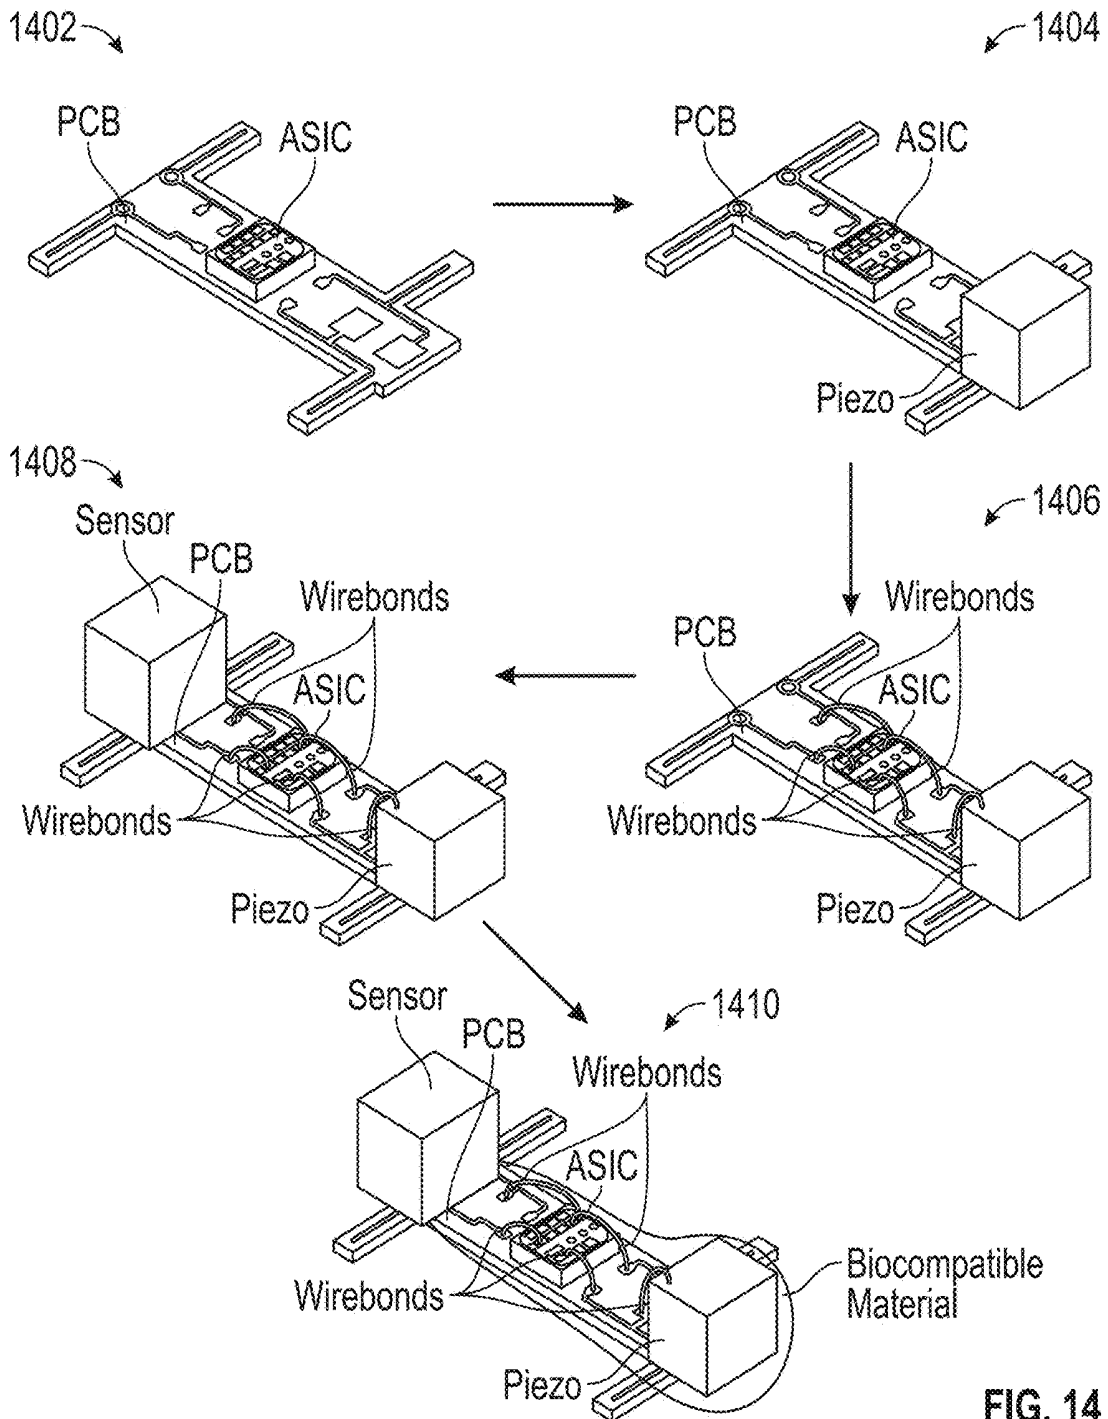 1402
1404
PCB
ASIC
PCB
ASIC
Piezo
1408
1406
Sensor
PCB
Wirebonds
ASIC
Wirebonds
Piezo
Wirebonds
PCB
ASIC
Wirebonds
Piezo
1410
Sensor
PCB
Wirebonds
ASIC
Wirebonds
Piezo
Biocompatible
Material
FIG. 14